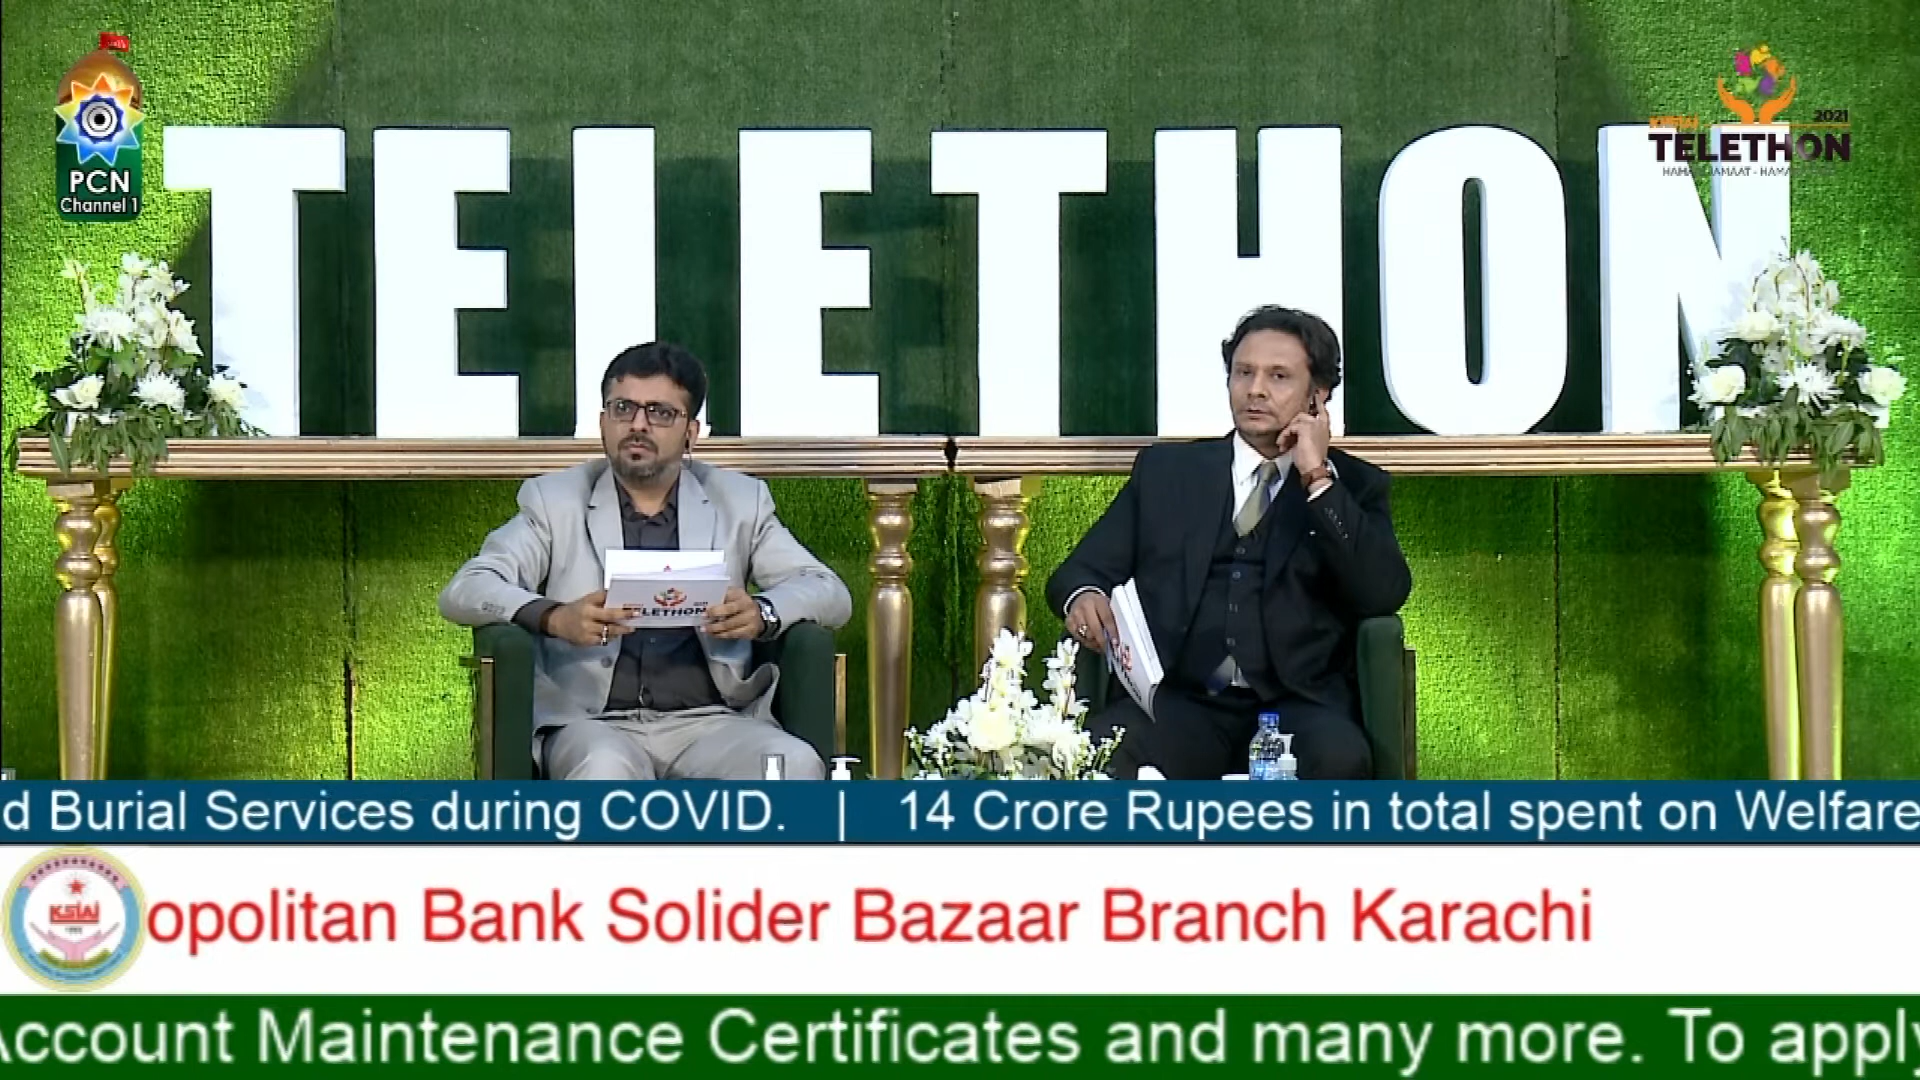 PCN
Channel 1
TELETHON
2021
KSIAJ
TELETHON
TELETHON
d Burial Services during COVID. | 14 Crore Rupees in total spent on Welfare
KSIAJ
opolitan Bank Solider Bazaar Branch Karachi
Account Maintenance Certificates and many more. To apply